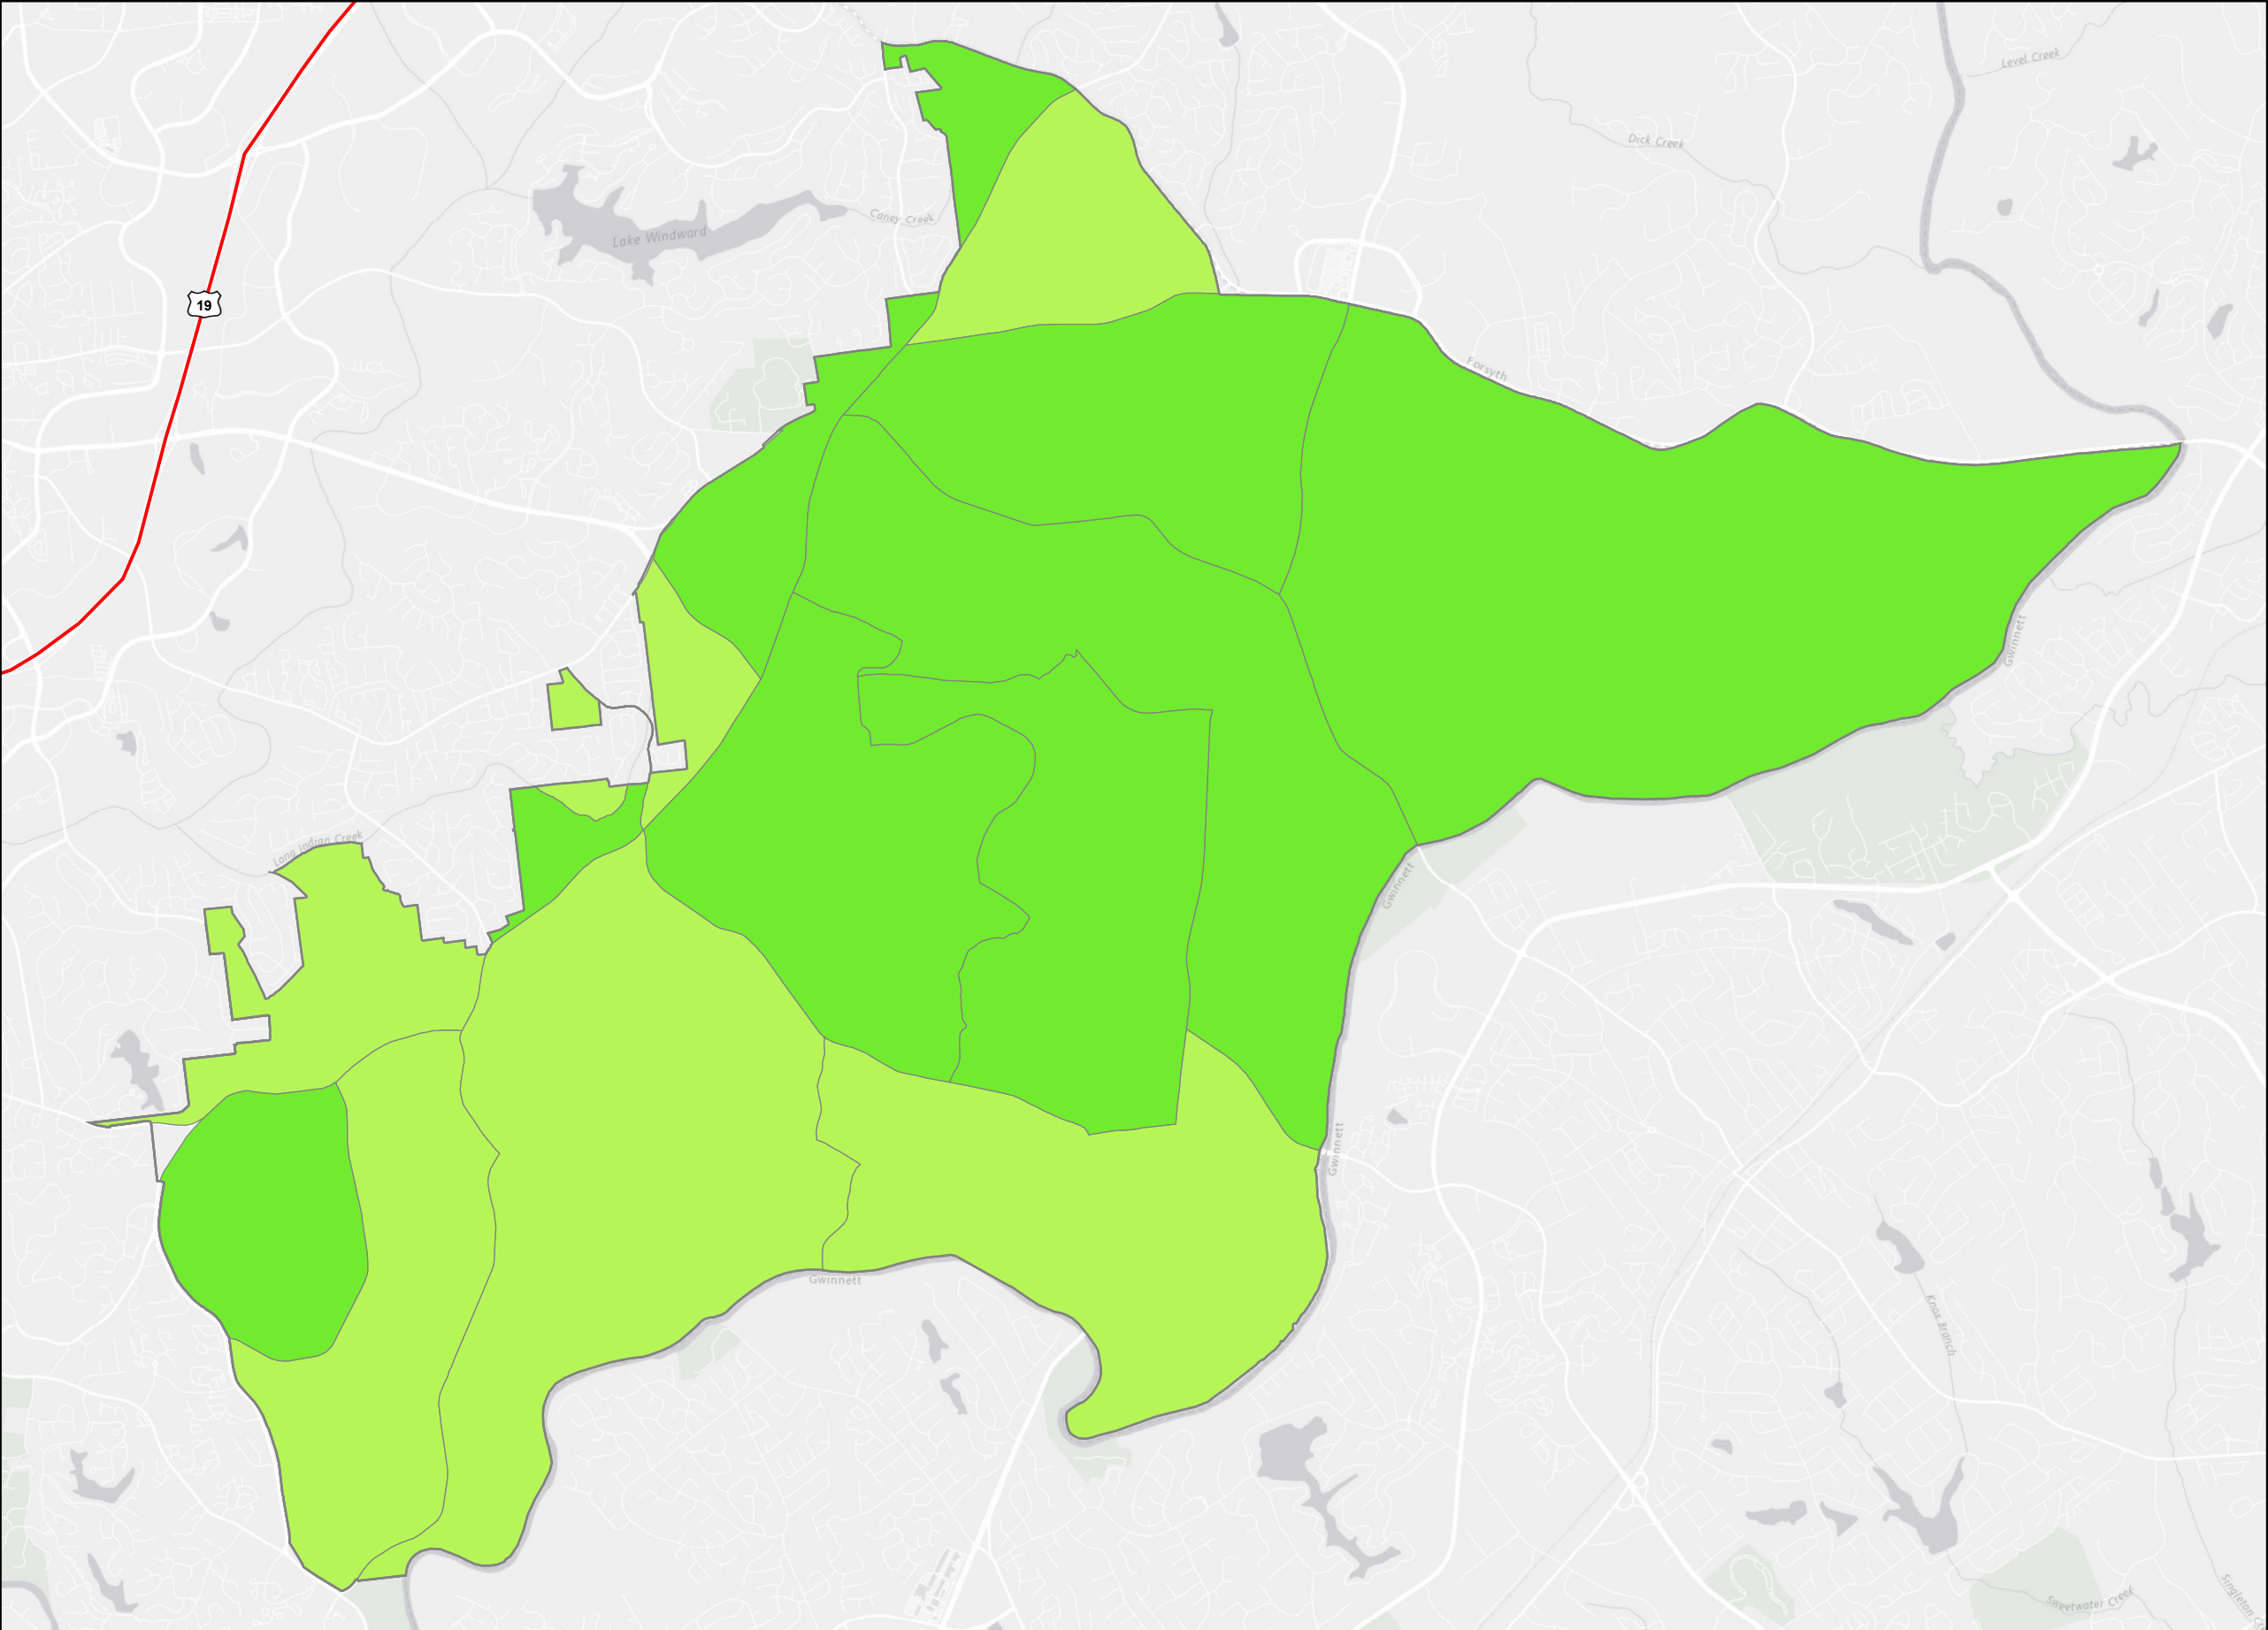 Level Creek
Dick Creek
Caney Creek
Lake Windward
19
Forsyth
Gwinnett
Long Indian Creek
Gwinnett
Gwinnett
Gwinnett
Knox Branch
Sweetwater Creek
Singleton